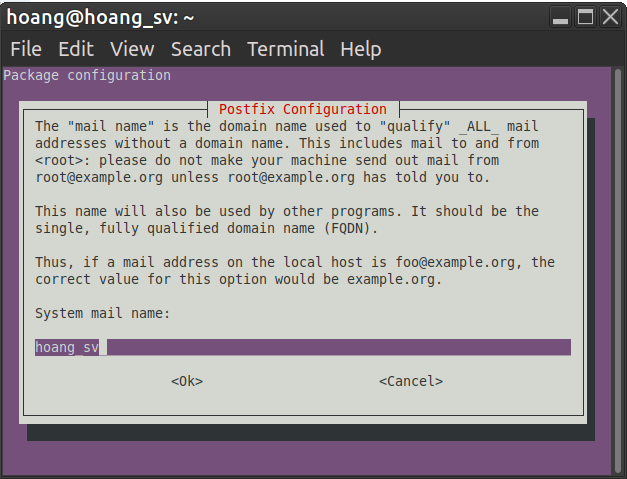 hoang@hoang_sv: ~
File Edit View Search Terminal Help
Package configuration
Postfix Configuration
The "mail name" is the domain name used to "qualify" _ALL_ mail
addresses without a domain name. This includes mail to and from
<root>: please do not make your machine send out mail from
root@example.org unless root@example.org has told you to.
This name will also be used by other programs. It should be the
single, fully qualified domain name (FQDN).
Thus, if a mail address on the local host is foo@example.org, the
correct value for this option would be example.org.
System mail name:
hoang_sv
<Ok> <Cancel>